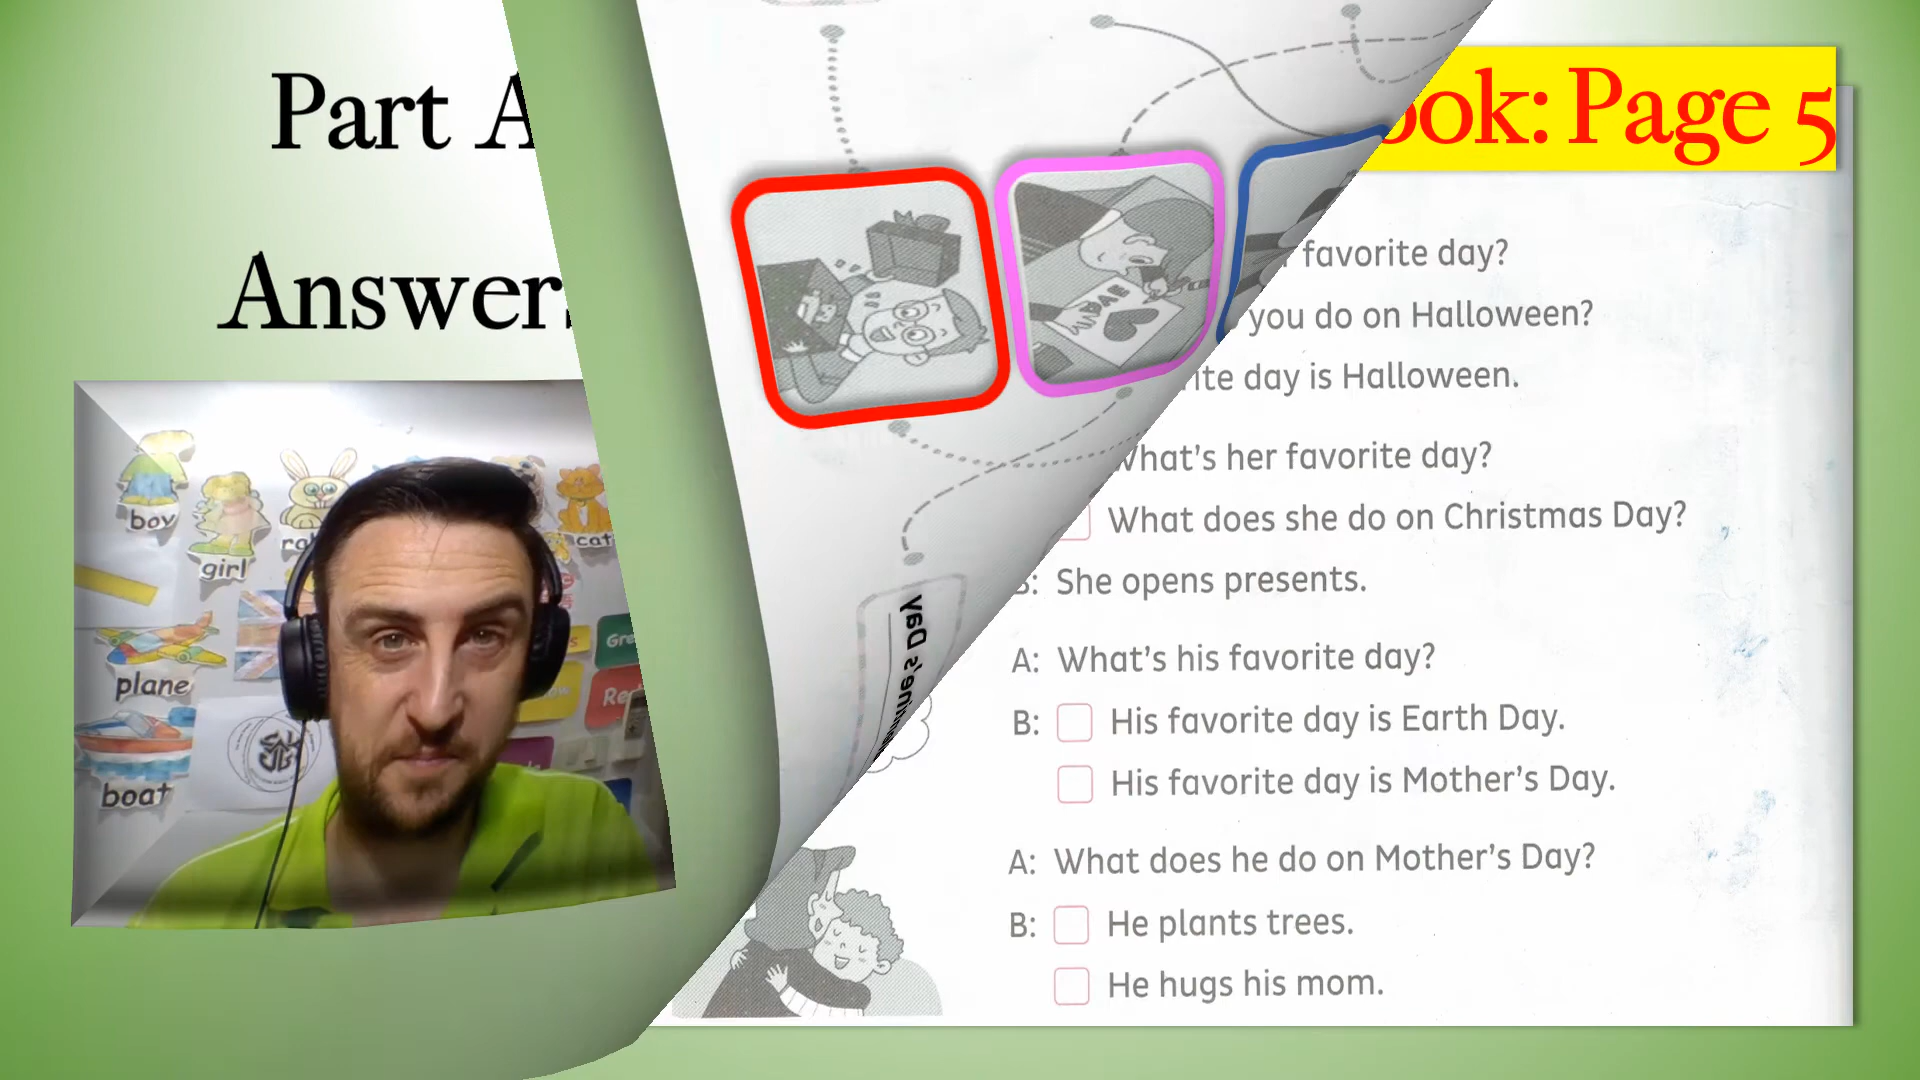 Part A
Answer
ook: Page 5
favorite day?
you do on Halloween?
ite day is Halloween.
What's her favorite day?
What does she do on Christmas Day?
B: She opens presents.
A: What's his favorite day?
B: His favorite day is Earth Day.
His favorite day is Mother's Day.
A: What does he do on Mother's Day?
B: He plants trees.
He hugs his mom.
boy
girl
cat
plane
boat
's Day